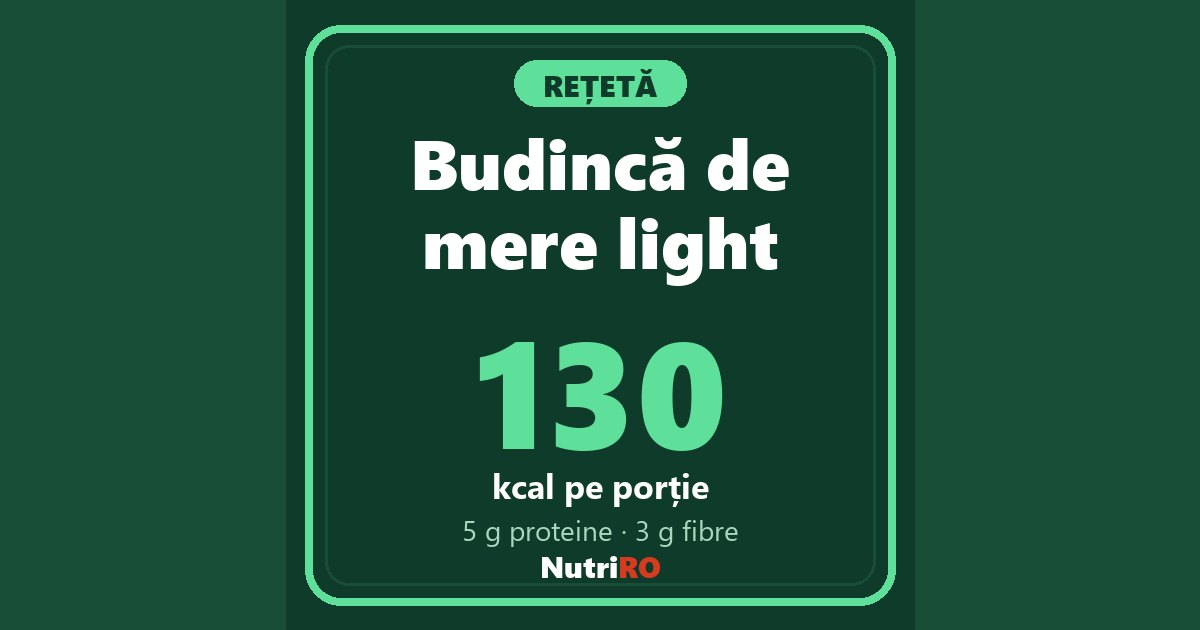 REȚETĂ
Budincă de
mere light
130
kcal pe porție
5 g proteine · 3 g fibre
NutriRO